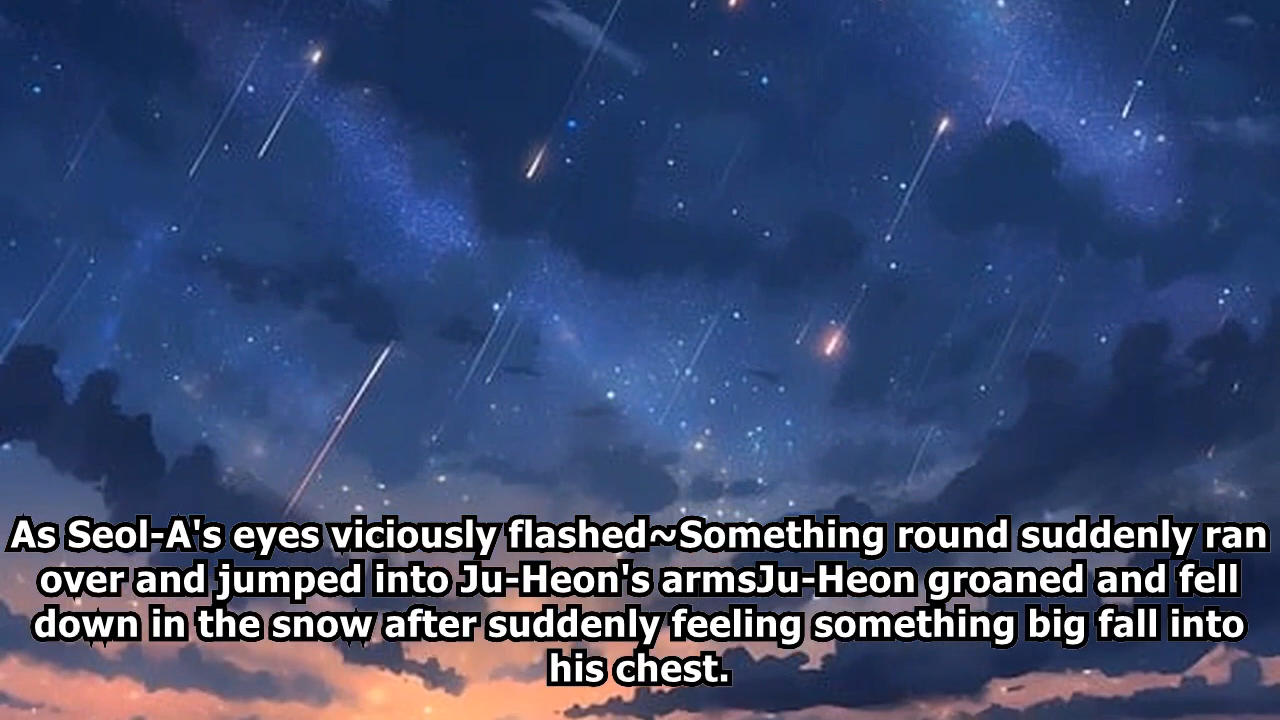 As Seol-A's eyes viciously flashed~Something round suddenly ran
over and jumped into Ju-Heon's armsJu-Heon groaned and fell
down in the snow after suddenly feeling something big fall into
his chest.